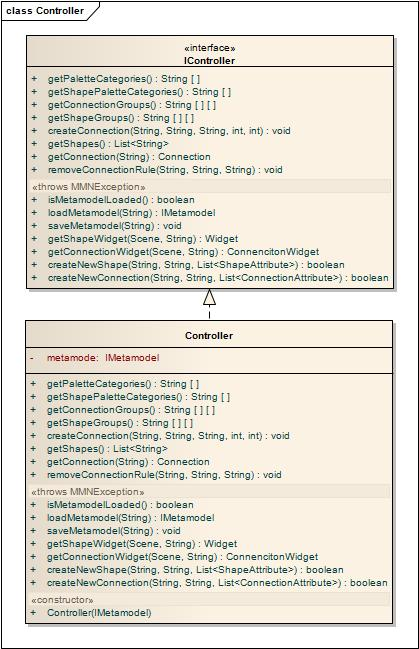 class Controller
«interface»
IController
+ getPaletteCategories() : String [ ]
+ getShapePaletteCategories() : String [ ]
+ getConnectionGroups() : String [ ] [ ]
+ getShapeGroups() : String [ ] [ ]
+ createConnection(String, String, String, int, int) : void
+ getShapes() : List<String>
+ getConnection(String) : Connection
+ removeConnectionRule(String, String, String) : void
«throws MMNException»
+ isMetamodelLoaded() : boolean
+ loadMetamodel(String) : IMetamodel
+ saveMetamodel(String) : void
+ getShapeWidget(Scene, String) : Widget
+ getConnectionWidget(Scene, String) : ConnencitonWidget
+ createNewShape(String, String, List<ShapeAttribute>) : boolean
+ createNewConnection(String, String, List<ConnectionAttribute>) : boolean
Controller
- metamode: IMetamodel
+ getPaletteCategories() : String [ ]
+ getShapePaletteCategories() : String [ ]
+ getConnectionGroups() : String [ ] [ ]
+ getShapeGroups() : String [ ] [ ]
+ createConnection(String, String, String, int, int) : void
+ getShapes() : List<String>
+ getConnection(String) : Connection
+ removeConnectionRule(String, String, String) : void
«throws MMNException»
+ isMetamodelLoaded() : boolean
+ loadMetamodel(String) : IMetamodel
+ saveMetamodel(String) : void
+ getShapeWidget(Scene, String) : Widget
+ getConnectionWidget(Scene, String) : ConnencitonWidget
+ createNewShape(String, String, List<ShapeAttribute>) : boolean
+ createNewConnection(String, String, List<ConnectionAttribute>) : boolean
«constructor»
+ Controller(IMetamodel)